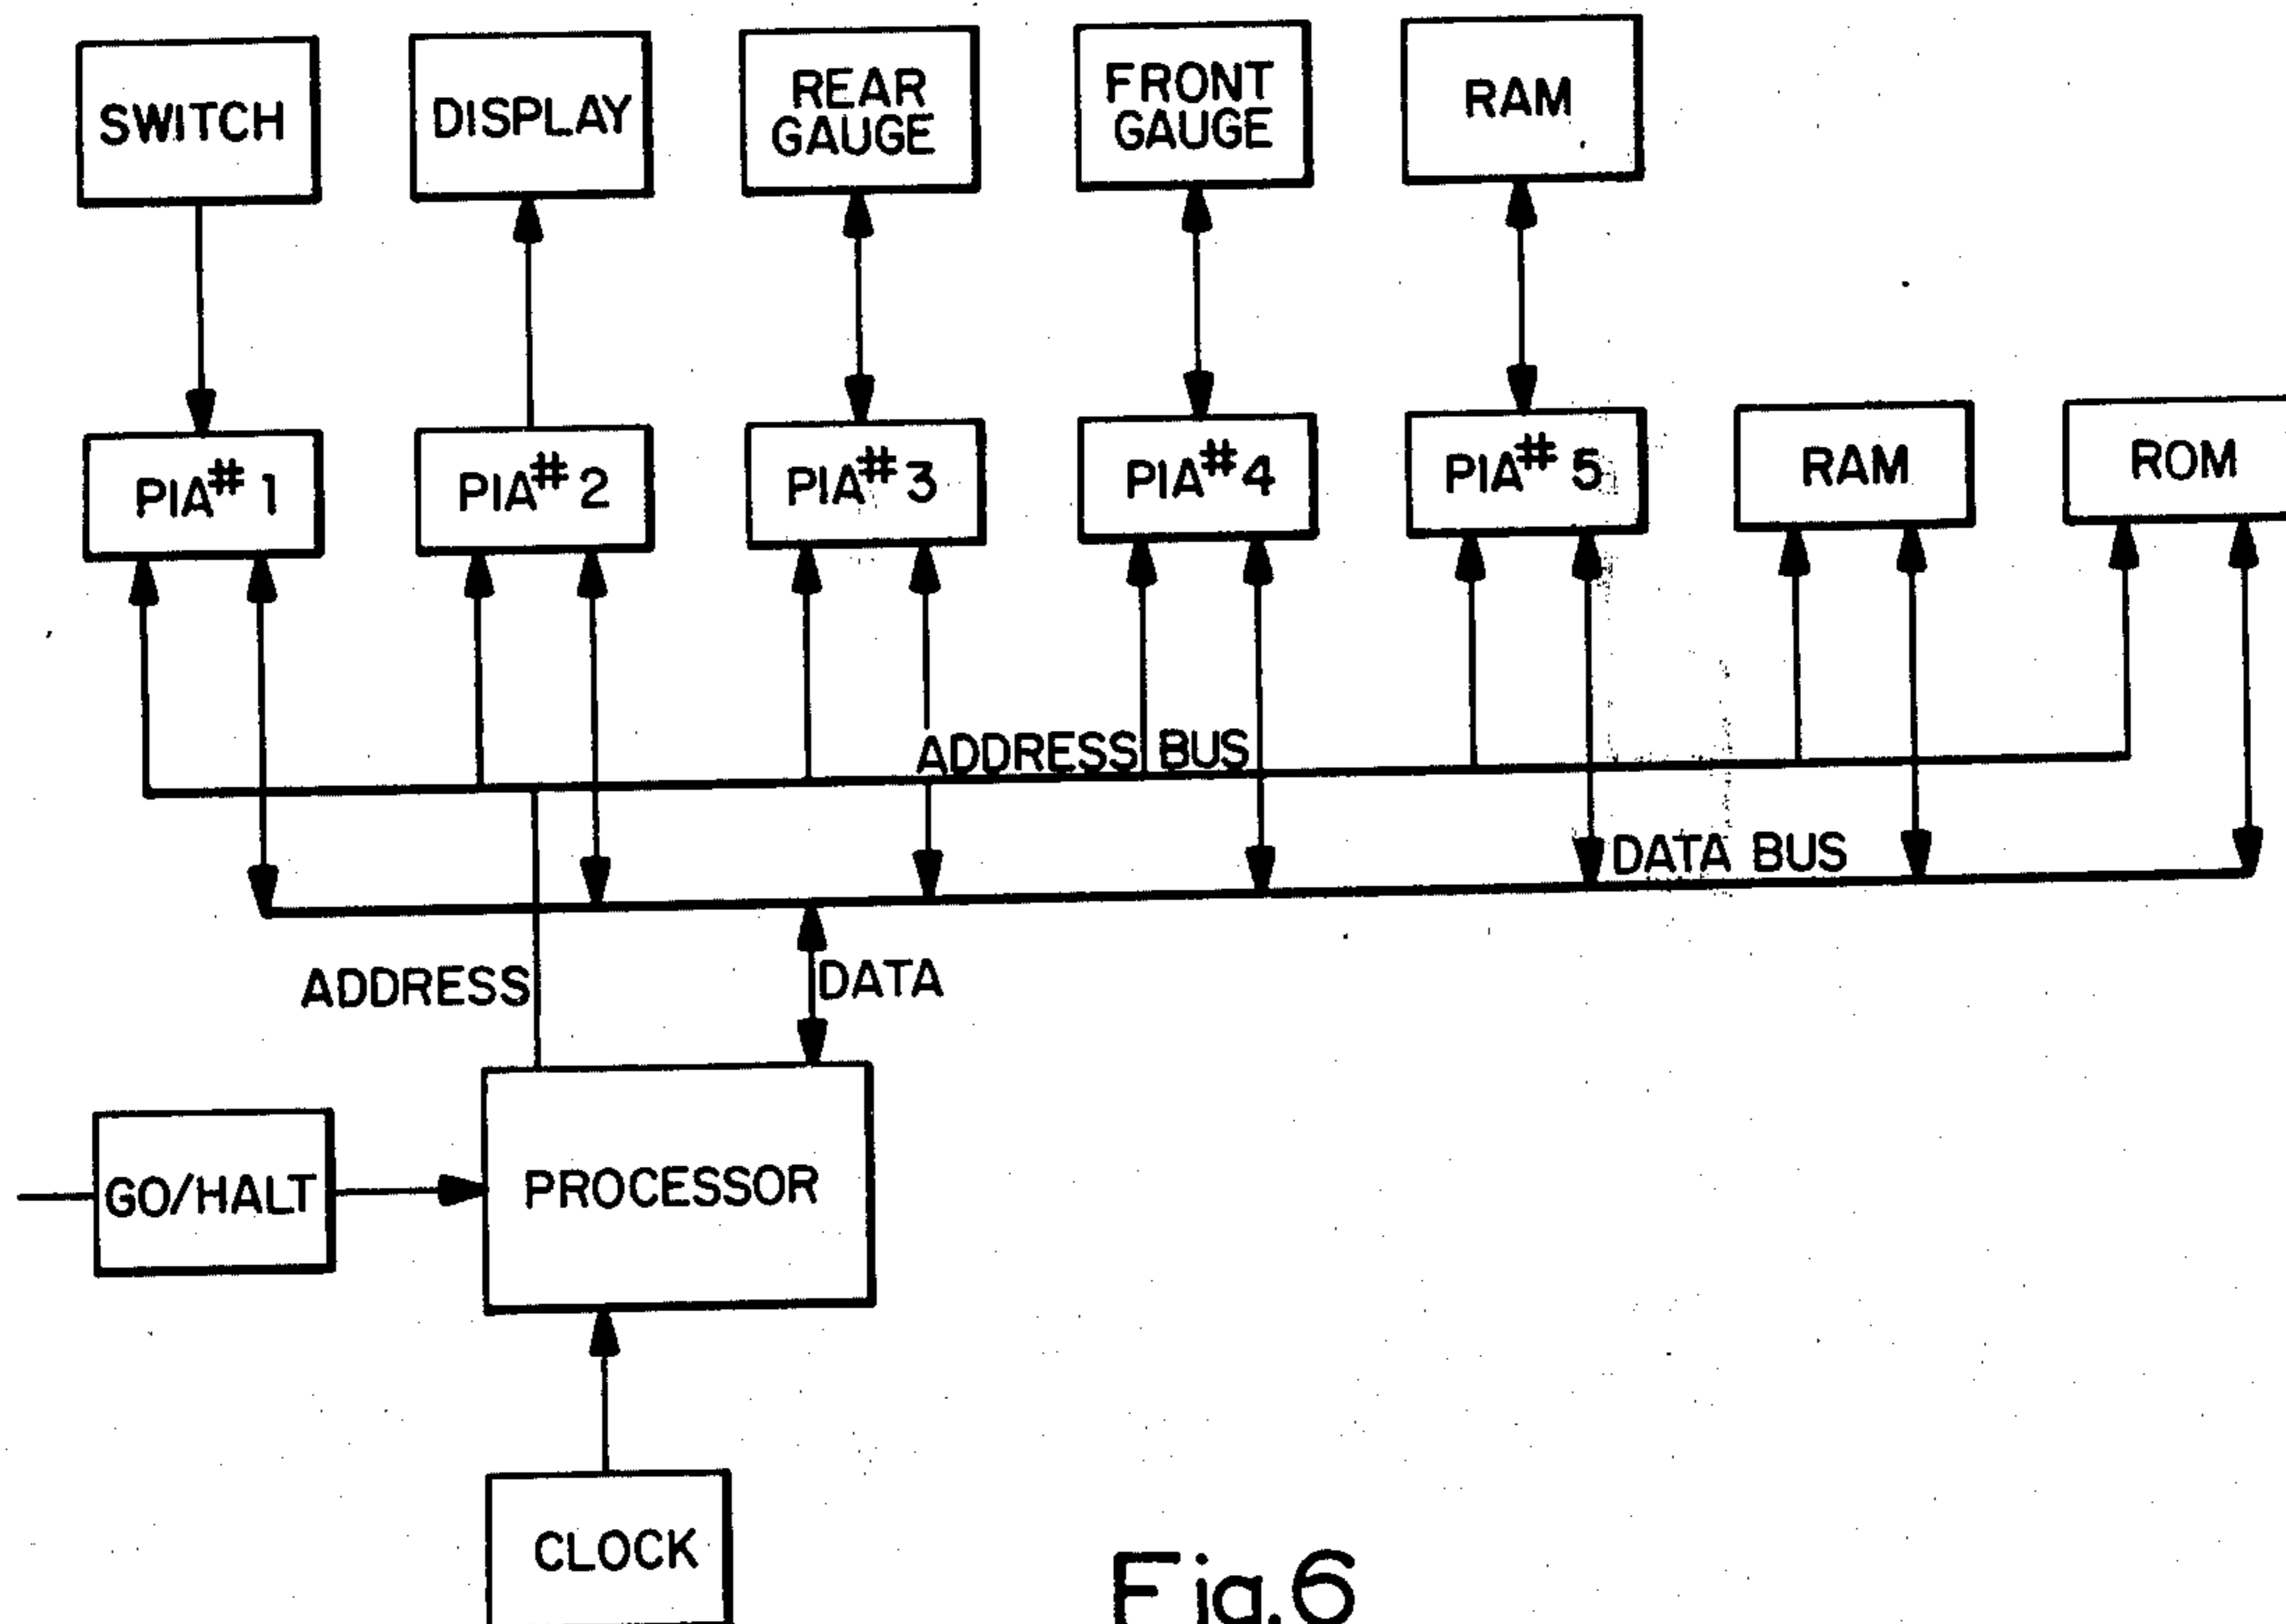 SWITCH
DISPLAY
REAR
GAUGE
FRONT
GAUGE
RAM
PIA#1
PIA#2
PIA#3
PIA#4
PIA#5
RAM
ROM
ADDRESS BUS
DATA BUS
ADDRESS
DATA
GO/HALT
PROCESSOR
CLOCK
Fig.6